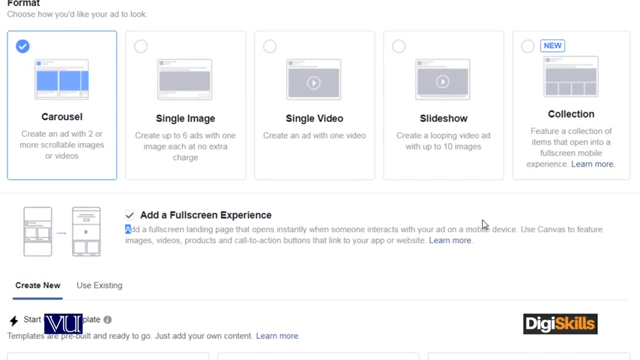 Format
Choose how you'd like your ad to look.
Carousel
Create an ad with 2 or
more scrollable images
or videos
Single Image
Create up to 6 ads with one
image each at no extra
charge
Single Video
Create an ad with one video
Slideshow
Create a looping video ad
with up to 10 images
NEW
Collection
Feature a collection of
items that open into a
fullscreen mobile
experience. Learn more.
Add a Fullscreen Experience
Add a fullscreen landing page that opens instantly when someone interacts with your ad on a mobile device. Use Canvas to feature
images, videos, products and call-to-action buttons that link to your app or website. Learn more.
Create New
Use Existing
Start
VU
Templates are pre-built and ready to go. Just add your own content. Learn more.
DigiSkills